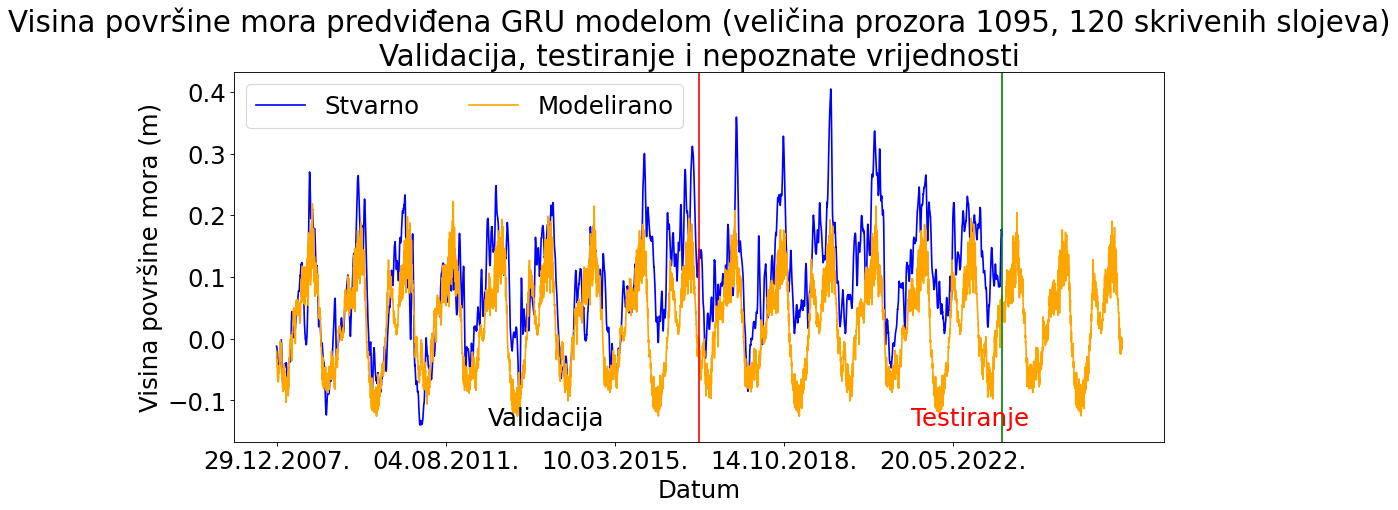 Visina površine mora predviđena GRU modelom (veličina prozora 1095, 120 skrivenih slojeva)
Validacija, testiranje i nepoznate vrijednosti
Stvarno
Modelirano
Visina površine mora (m)
0.4
0.3
0.2
0.1
0.0
−0.1
Validacija
Testiranje
29.12.2007.
04.08.2011.
10.03.2015.
14.10.2018.
20.05.2022.
Datum